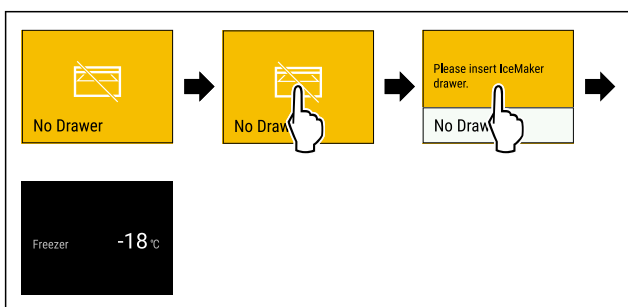 No Drawer
No Draw
Please insert IceMaker
drawer.
No Draw
Freezer -18 °C